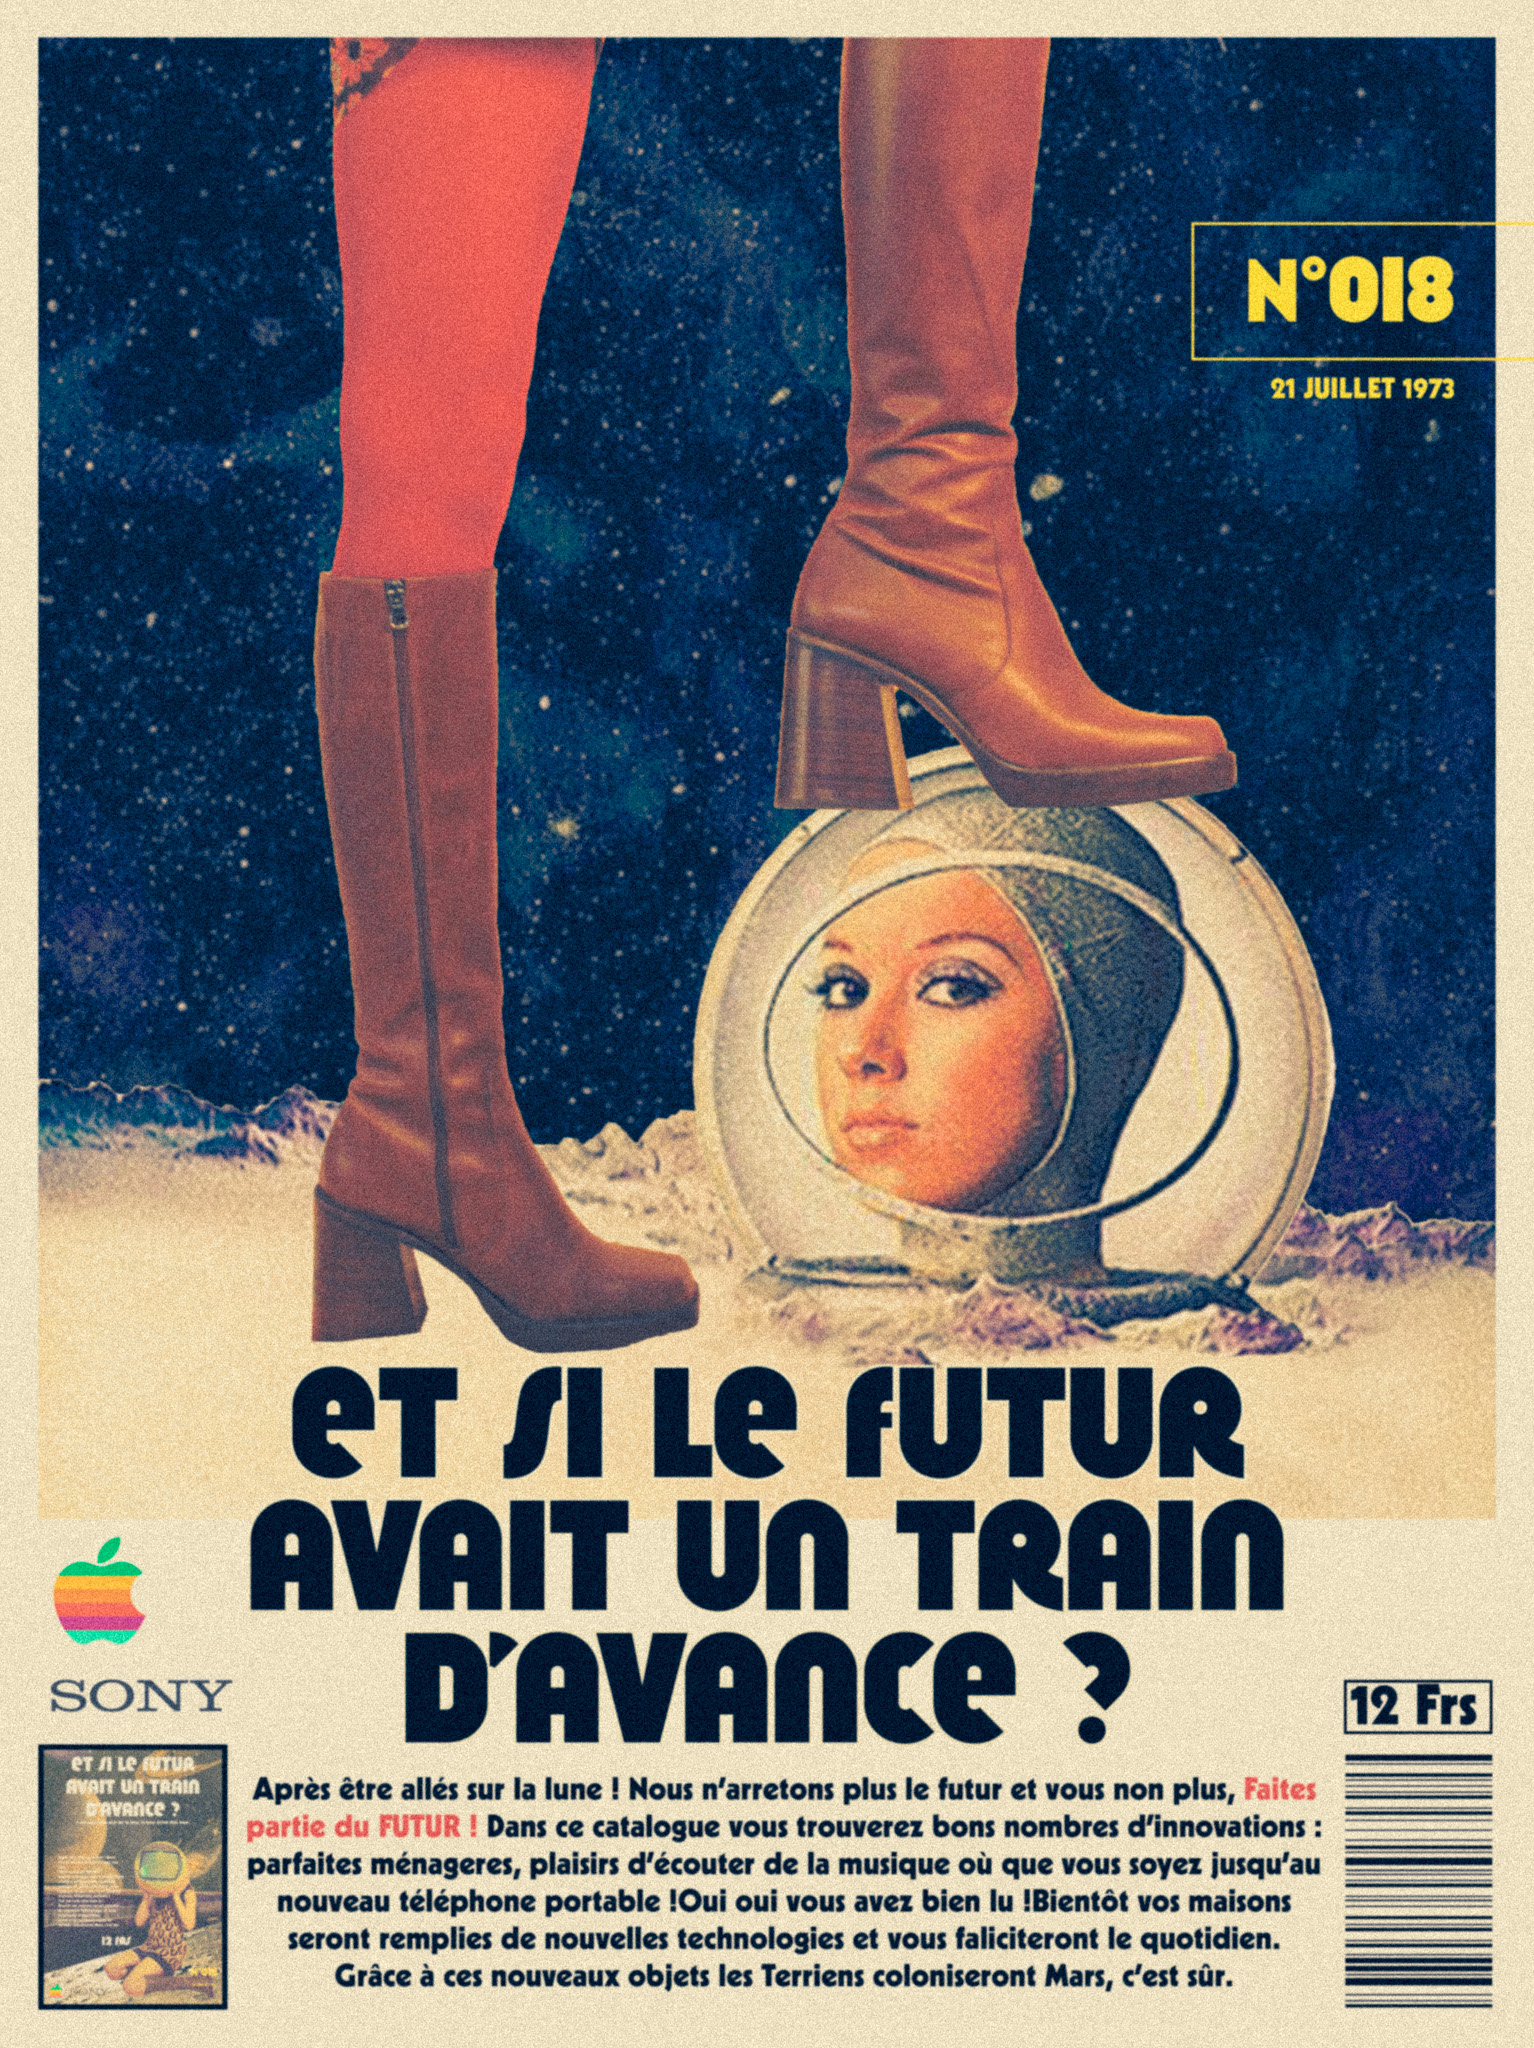 N°018
21 JUILLET 1973
ET SI LE FUTUR
AVAIT UN TRAIN
D'AVANCE ?
SONY
12 Frs
Après être allés sur la lune ! Nous n'arretons plus le futur et vous non plus, Faites
partie du FUTUR ! Dans ce catalogue vous trouverez bons nombres d'innovations :
parfaites ménageres, plaisirs d'écouter de la musique où que vous soyez jusqu'au
nouveau téléphone portable !Oui oui vous avez bien lu !Bientôt vos maisons
seront remplies de nouvelles technologies et vous faliciteront le quotidien.
Grâce à ces nouveaux objets les Terriens coloniseront Mars, c'est sûr.
ET SI LE FUTUR
AVAIT UN TRAIN
D'AVANCE ?
12 FRS
N°018
SONY